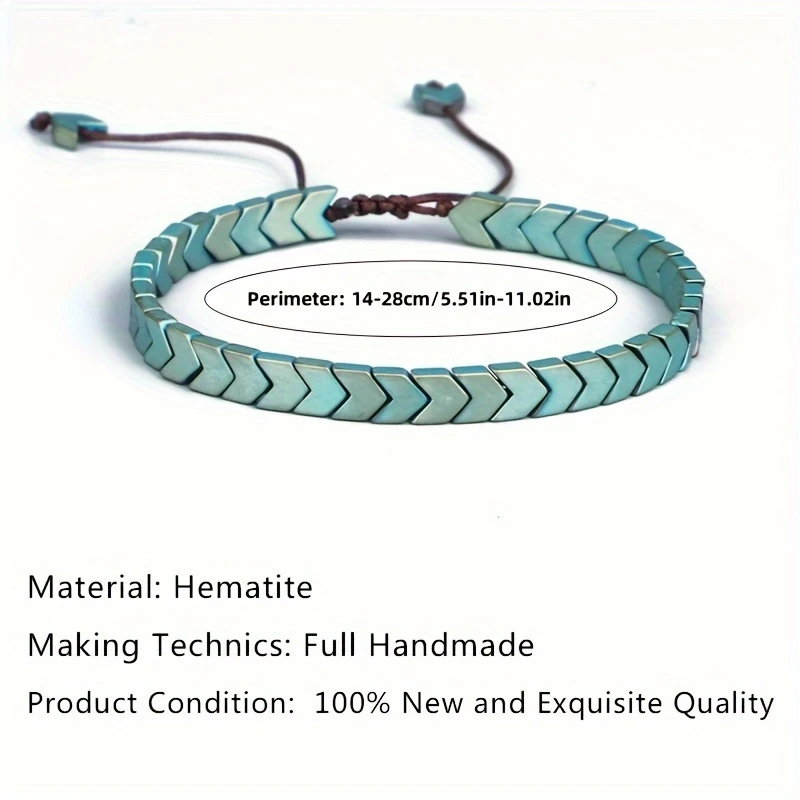 Perimeter: 14-28cm/5.51in-11.02in
Material: Hematite
Making Technics: Full Handmade
Product Condition: 100% New and Exquisite Quality